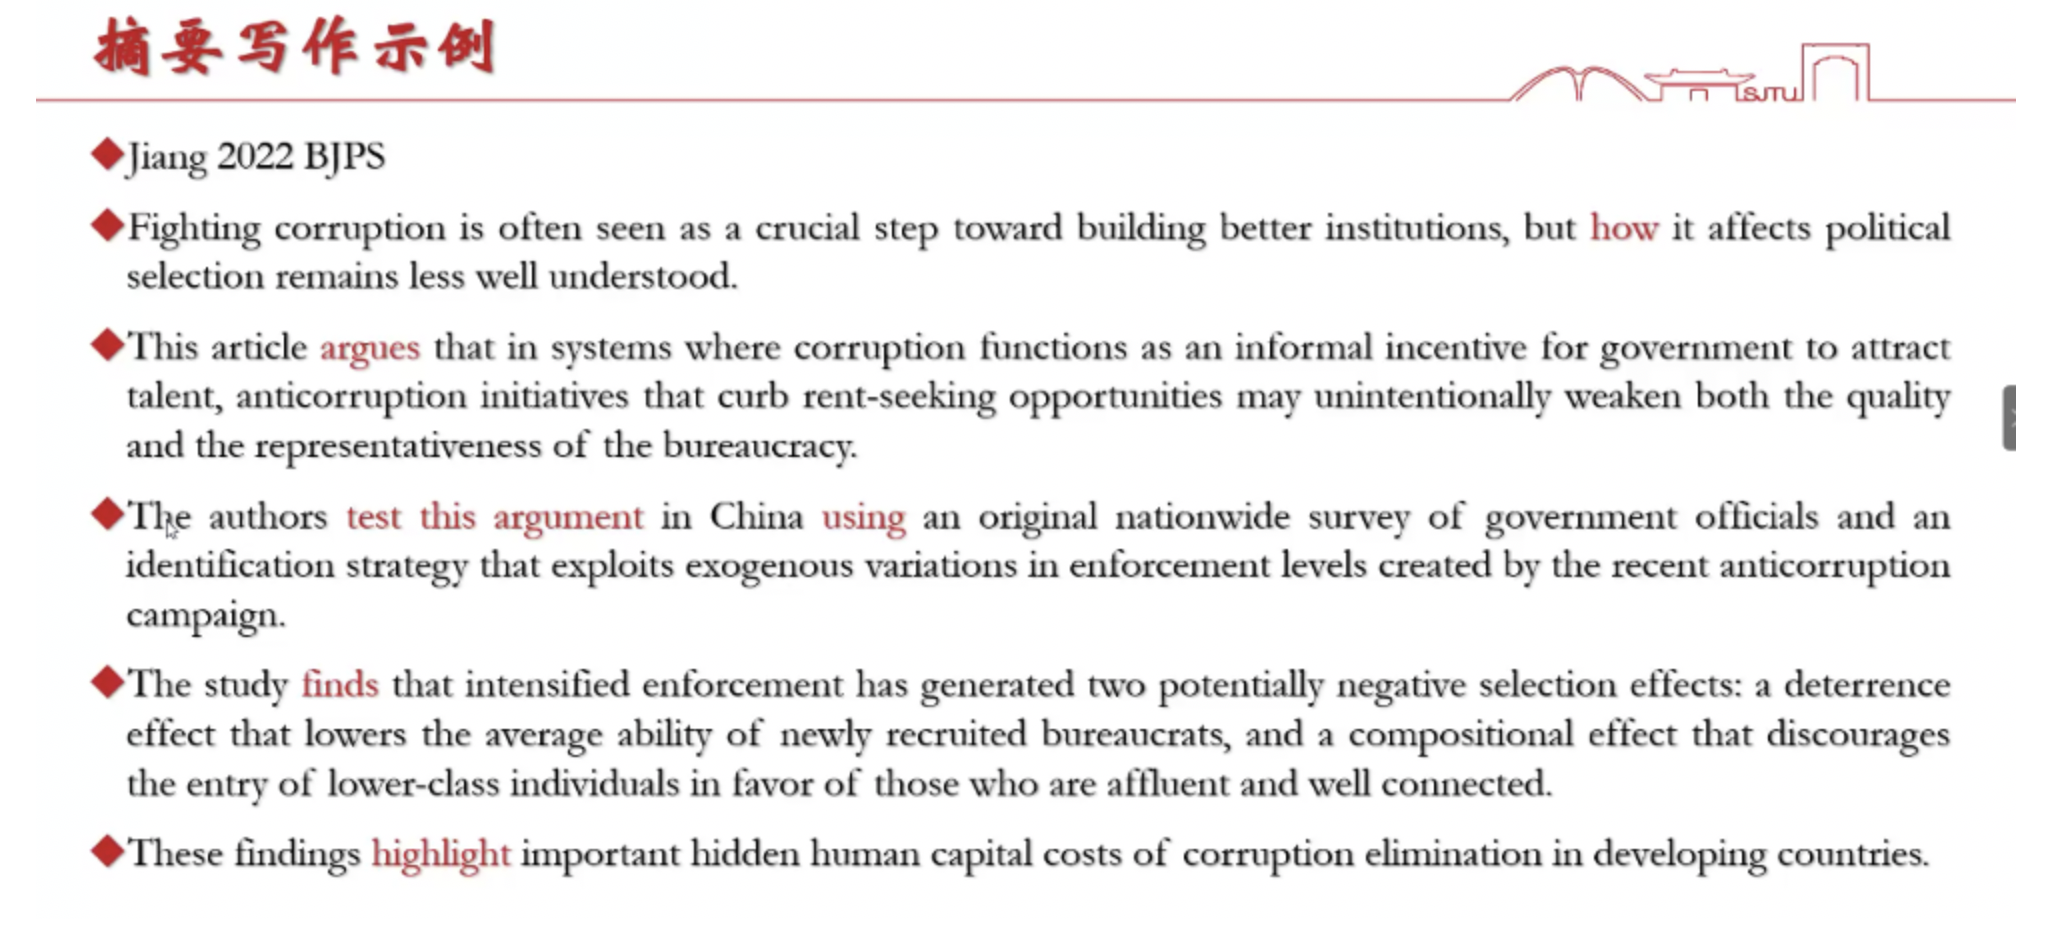 摘要写作示例
SJTU
◆Jiang 2022 BJPS
◆Fighting corruption is often seen as a crucial step toward building better institutions, but how it affects political
selection remains less well understood.
◆This article argues that in systems where corruption functions as an informal incentive for government to attract
talent, anticorruption initiatives that curb rent-seeking opportunities may unintentionally weaken both the quality
and the representativeness of the bureaucracy.
◆The authors test this argument in China using an original nationwide survey of government officials and an
identification strategy that exploits exogenous variations in enforcement levels created by the recent anticorruption
campaign.
◆The study finds that intensified enforcement has generated two potentially negative selection effects: a deterrence
effect that lowers the average ability of newly recruited bureaucrats, and a compositional effect that discourages
the entry of lower-class individuals in favor of those who are affluent and well connected.
◆These findings highlight important hidden human capital costs of corruption elimination in developing countries.